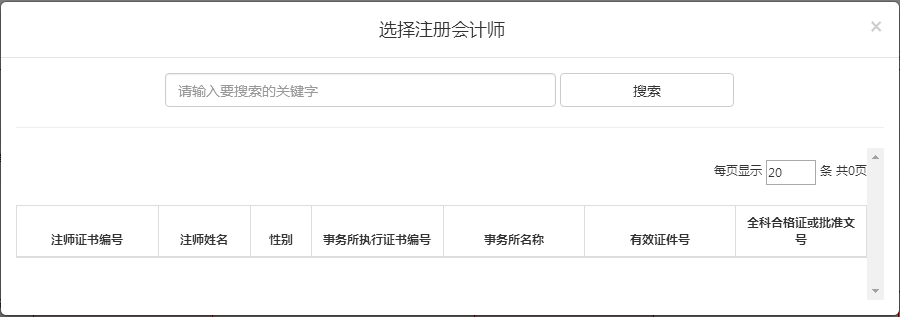 选择注册会计师
×
请输入要搜索的关键字 搜索
每页显示 20 条 共0页
注师证书编号 注师姓名 性别 事务所执行证书编号 事务所名称 有效证件号 全科合格证或批准文
号